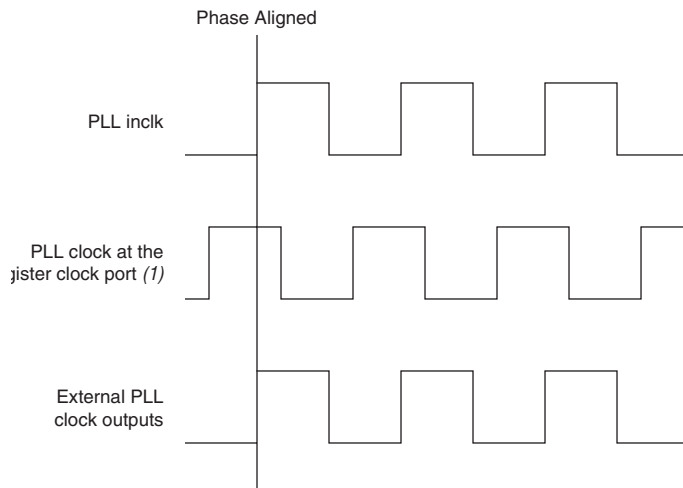 Phase Aligned
PLL inclk
PLL clock at the
gister clock port (1)
External PLL
clock outputs